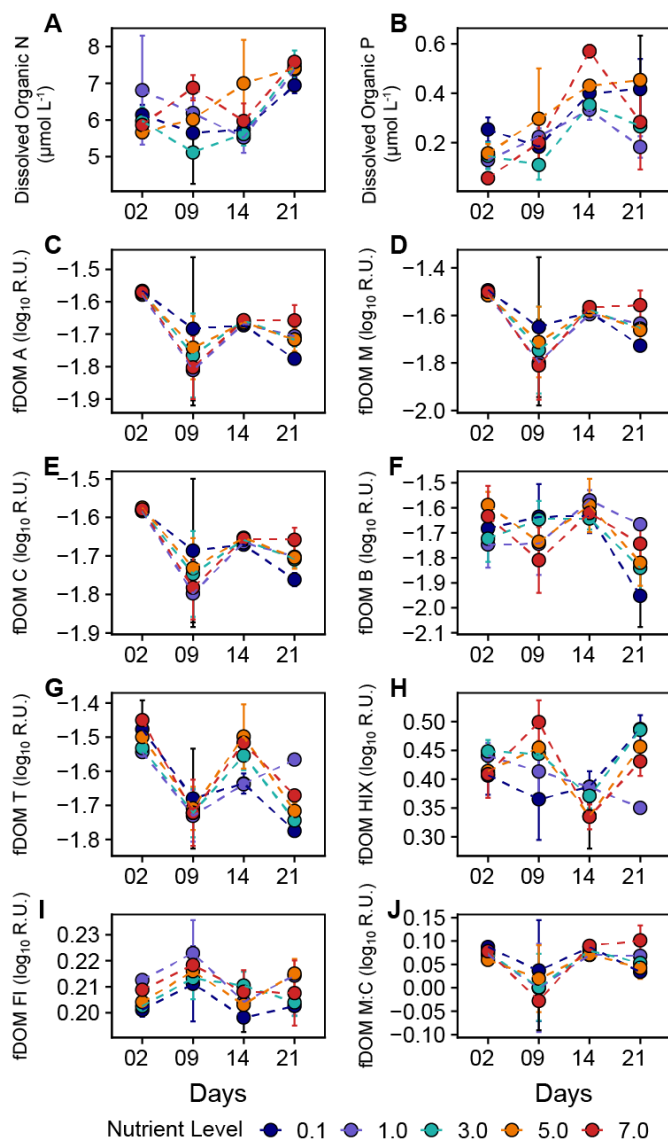 A
B
Dissolved Organic N
(μmol L⁻¹)
8
7
6
5
02 09 14 21
Dissolved Organic P
(μmol L⁻¹)
0.6
0.4
0.2
02 09 14 21
C
D
fDOM A (log₁₀ R.U.)
−1.5
−1.6
−1.7
−1.8
−1.9
02 09 14 21
fDOM M (log₁₀ R.U.)
−1.4
−1.6
−1.8
−2.0
02 09 14 21
E
F
fDOM C (log₁₀ R.U.)
−1.5
−1.6
−1.7
−1.8
−1.9
02 09 14 21
fDOM B (log₁₀ R.U.)
−1.5
−1.6
−1.7
−1.8
−1.9
−2.0
−2.1
02 09 14 21
G
H
fDOM T (log₁₀ R.U.)
−1.4
−1.5
−1.6
−1.7
−1.8
02 09 14 21
fDOM HIX (log₁₀ R.U.)
0.50
0.45
0.40
0.35
0.30
02 09 14 21
I
J
fDOM FI (log₁₀ R.U.)
0.23
0.22
0.21
0.20
02 09 14 21
fDOM M:C (log₁₀ R.U.)
0.15
0.10
0.05
0.00
−0.05
−0.10
02 09 14 21
Days
Days
Nutrient Level 0.1 1.0 3.0 5.0 7.0